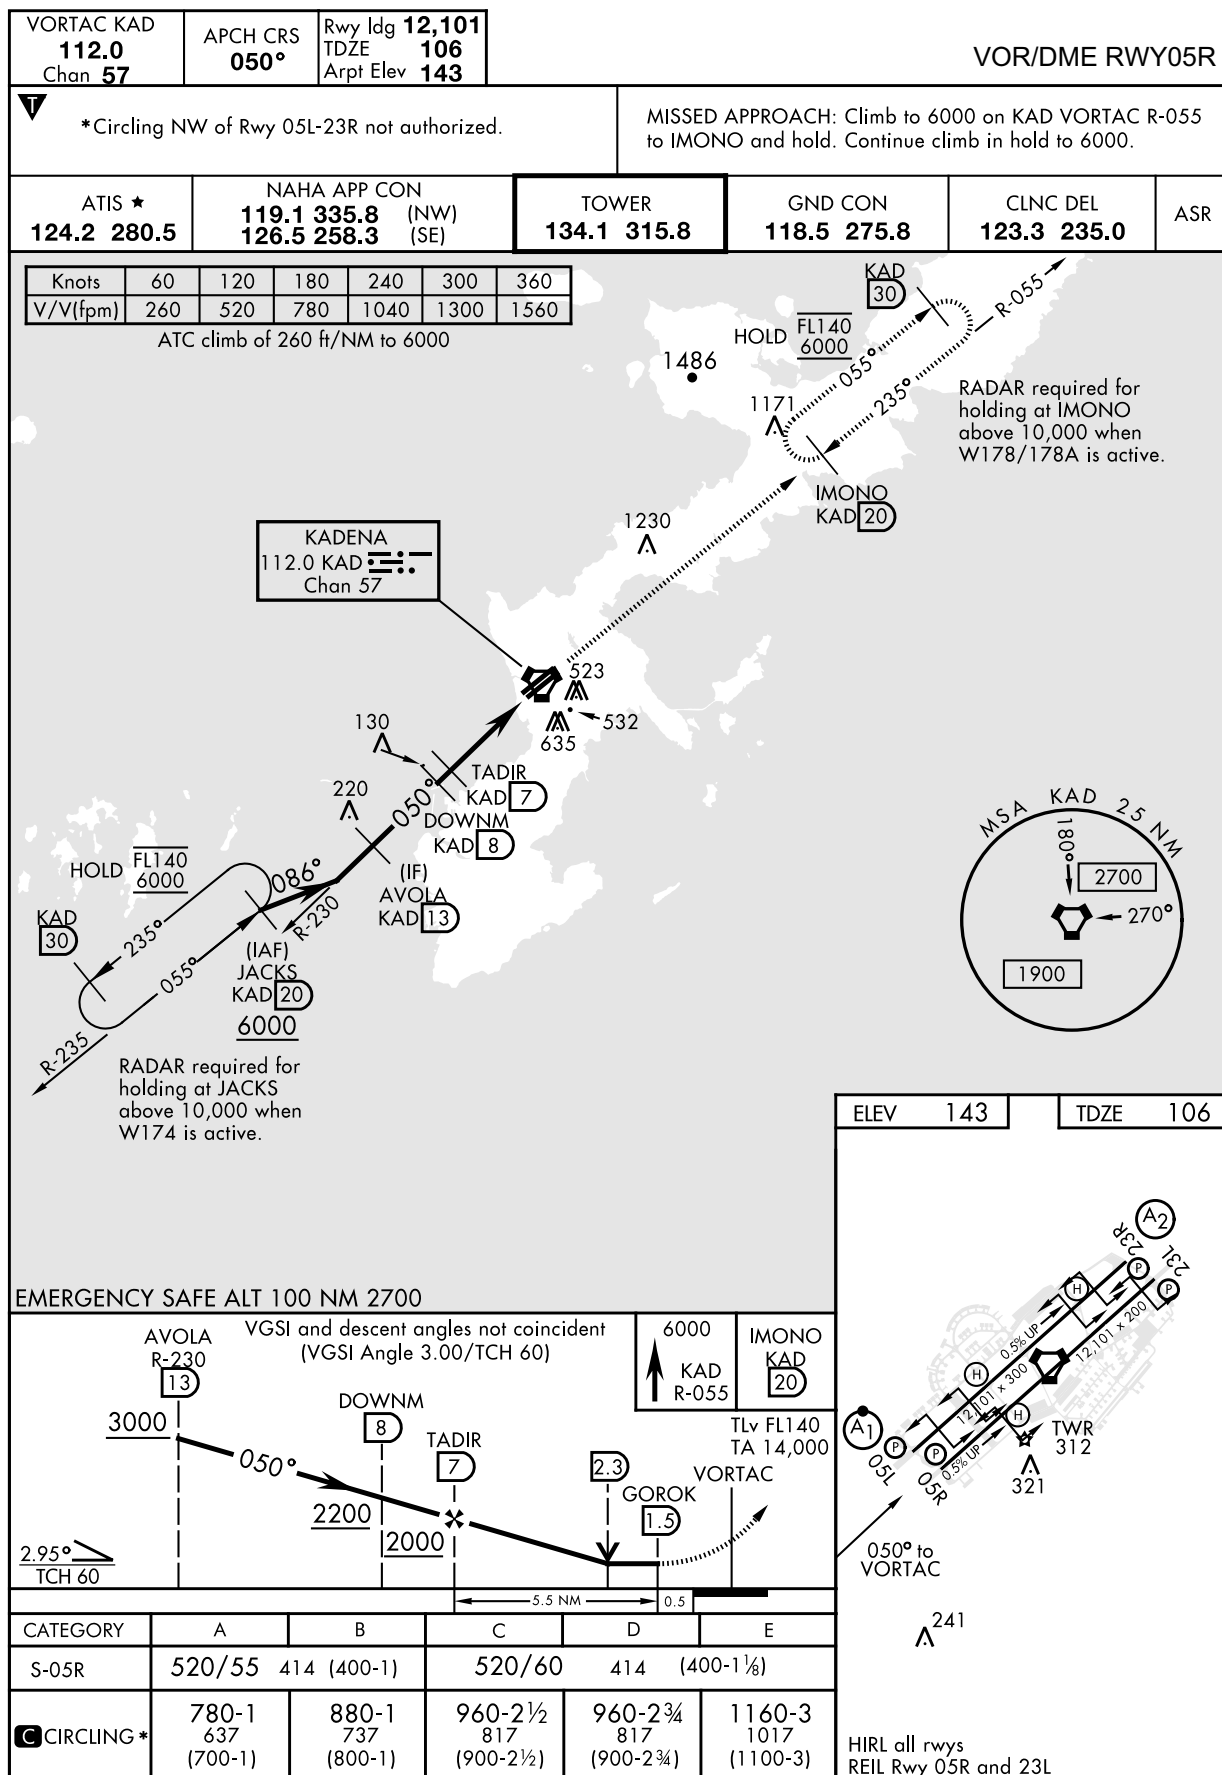 VORTAC KAD
112.0
Chan 57
APCH CRS
050°
Rwy ldg 12,101
TDZE 106
Arpt Elev 143
VOR/DME RWY05R
T
*Circling NW of Rwy 05L-23R not authorized.
MISSED APPROACH: Climb to 6000 on KAD VORTAC R-055
to IMONO and hold. Continue climb in hold to 6000.
ATIS ★
124.2 280.5
NAHA APP CON
119.1 335.8 (NW)
126.5 258.3 (SE)
TOWER
134.1 315.8
GND CON
118.5 275.8
CLNC DEL
123.3 235.0
ASR
Knots 60 120 180 240 300 360
V/V(fpm) 260 520 780 1040 1300 1560
ATC climb of 260 ft/NM to 6000
KAD
30
R-055
HOLD FL140
6000
055°
235°
1486
1171
RADAR required for
holding at IMONO
above 10,000 when
W178/178A is active.
IMONO
KAD 20
1230
KADENA
112.0 KAD
Chan 57
523
532
635
130
TADIR
KAD 7
220
050°
DOWNM
KAD 8
HOLD FL140
6000
086°
(IF)
AVOLA
KAD 13
R-230
KAD
30
235°
055°
(IAF)
JACKS
KAD 20
6000
R-235
RADAR required for
holding at JACKS
above 10,000 when
W174 is active.
MSA KAD 25 NM
180°
2700
270°
1900
EMERGENCY SAFE ALT 100 NM 2700
ELEV 143
TDZE 106
A2
23R
23L
P
P
H
0.5% UP
12,101 x 200
H
12,101 x 300
H
A1
P
P
0.5% UP
TWR
312
05L
05R
321
050° to
VORTAC
241
HIRL all rwys
REIL Rwy 05R and 23L
AVOLA
R-230
13
VGSI and descent angles not coincident
(VGSI Angle 3.00/TCH 60)
6000
KAD
R-055
IMONO
KAD
20
DOWNM
8
3000
TADIR
7
TLv FL140
TA 14,000
050°
2.3
VORTAC
GOROK
1.5
2200
2000
2.95°
TCH 60
5.5 NM
0.5
CATEGORY A B C D E
S-05R 520/55 414 (400-1) 520/60 414 (400-1⅛)
C CIRCLING *
780-1 880-1 960-2½ 960-2¾ 1160-3
637 737 817 817 1017
(700-1) (800-1) (900-2½) (900-2¾) (1100-3)